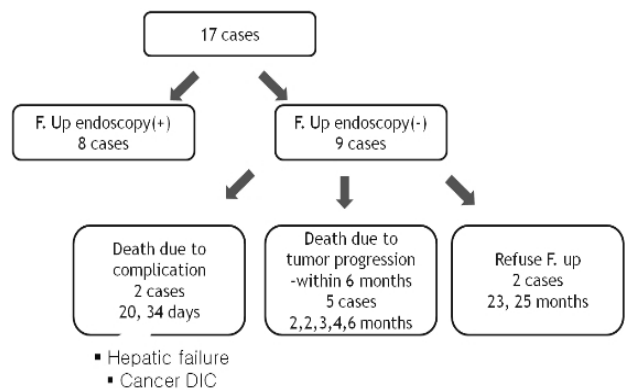 17 cases
F. Up endoscopy(+)
8 cases
F. Up endoscopy(-)
9 cases
Death due to
complication
2 cases
20, 34 days
Death due to
tumor progression
-within 6 months
5 cases
2,2,3,4,6 months
Refuse F. up
2 cases
23, 25 months
▪ Hepatic failure
▪ Cancer DIC